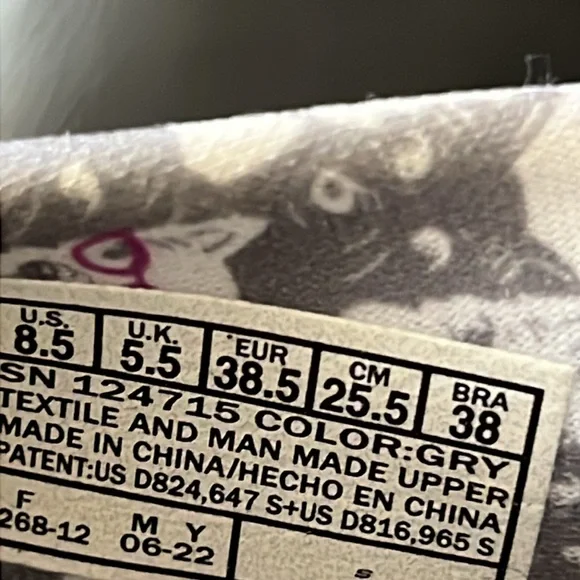 U.S. U.K. EUR CM BRA
8.5 5.5 38.5 25.5 38
SN 124715 COLOR:GRY
TEXTILE AND MAN MADE UPPER
MADE IN CHINA/HECHO EN CHINA
PATENT:US D824,647 S+US D816,965 S
F M Y
268-12 06-22
S